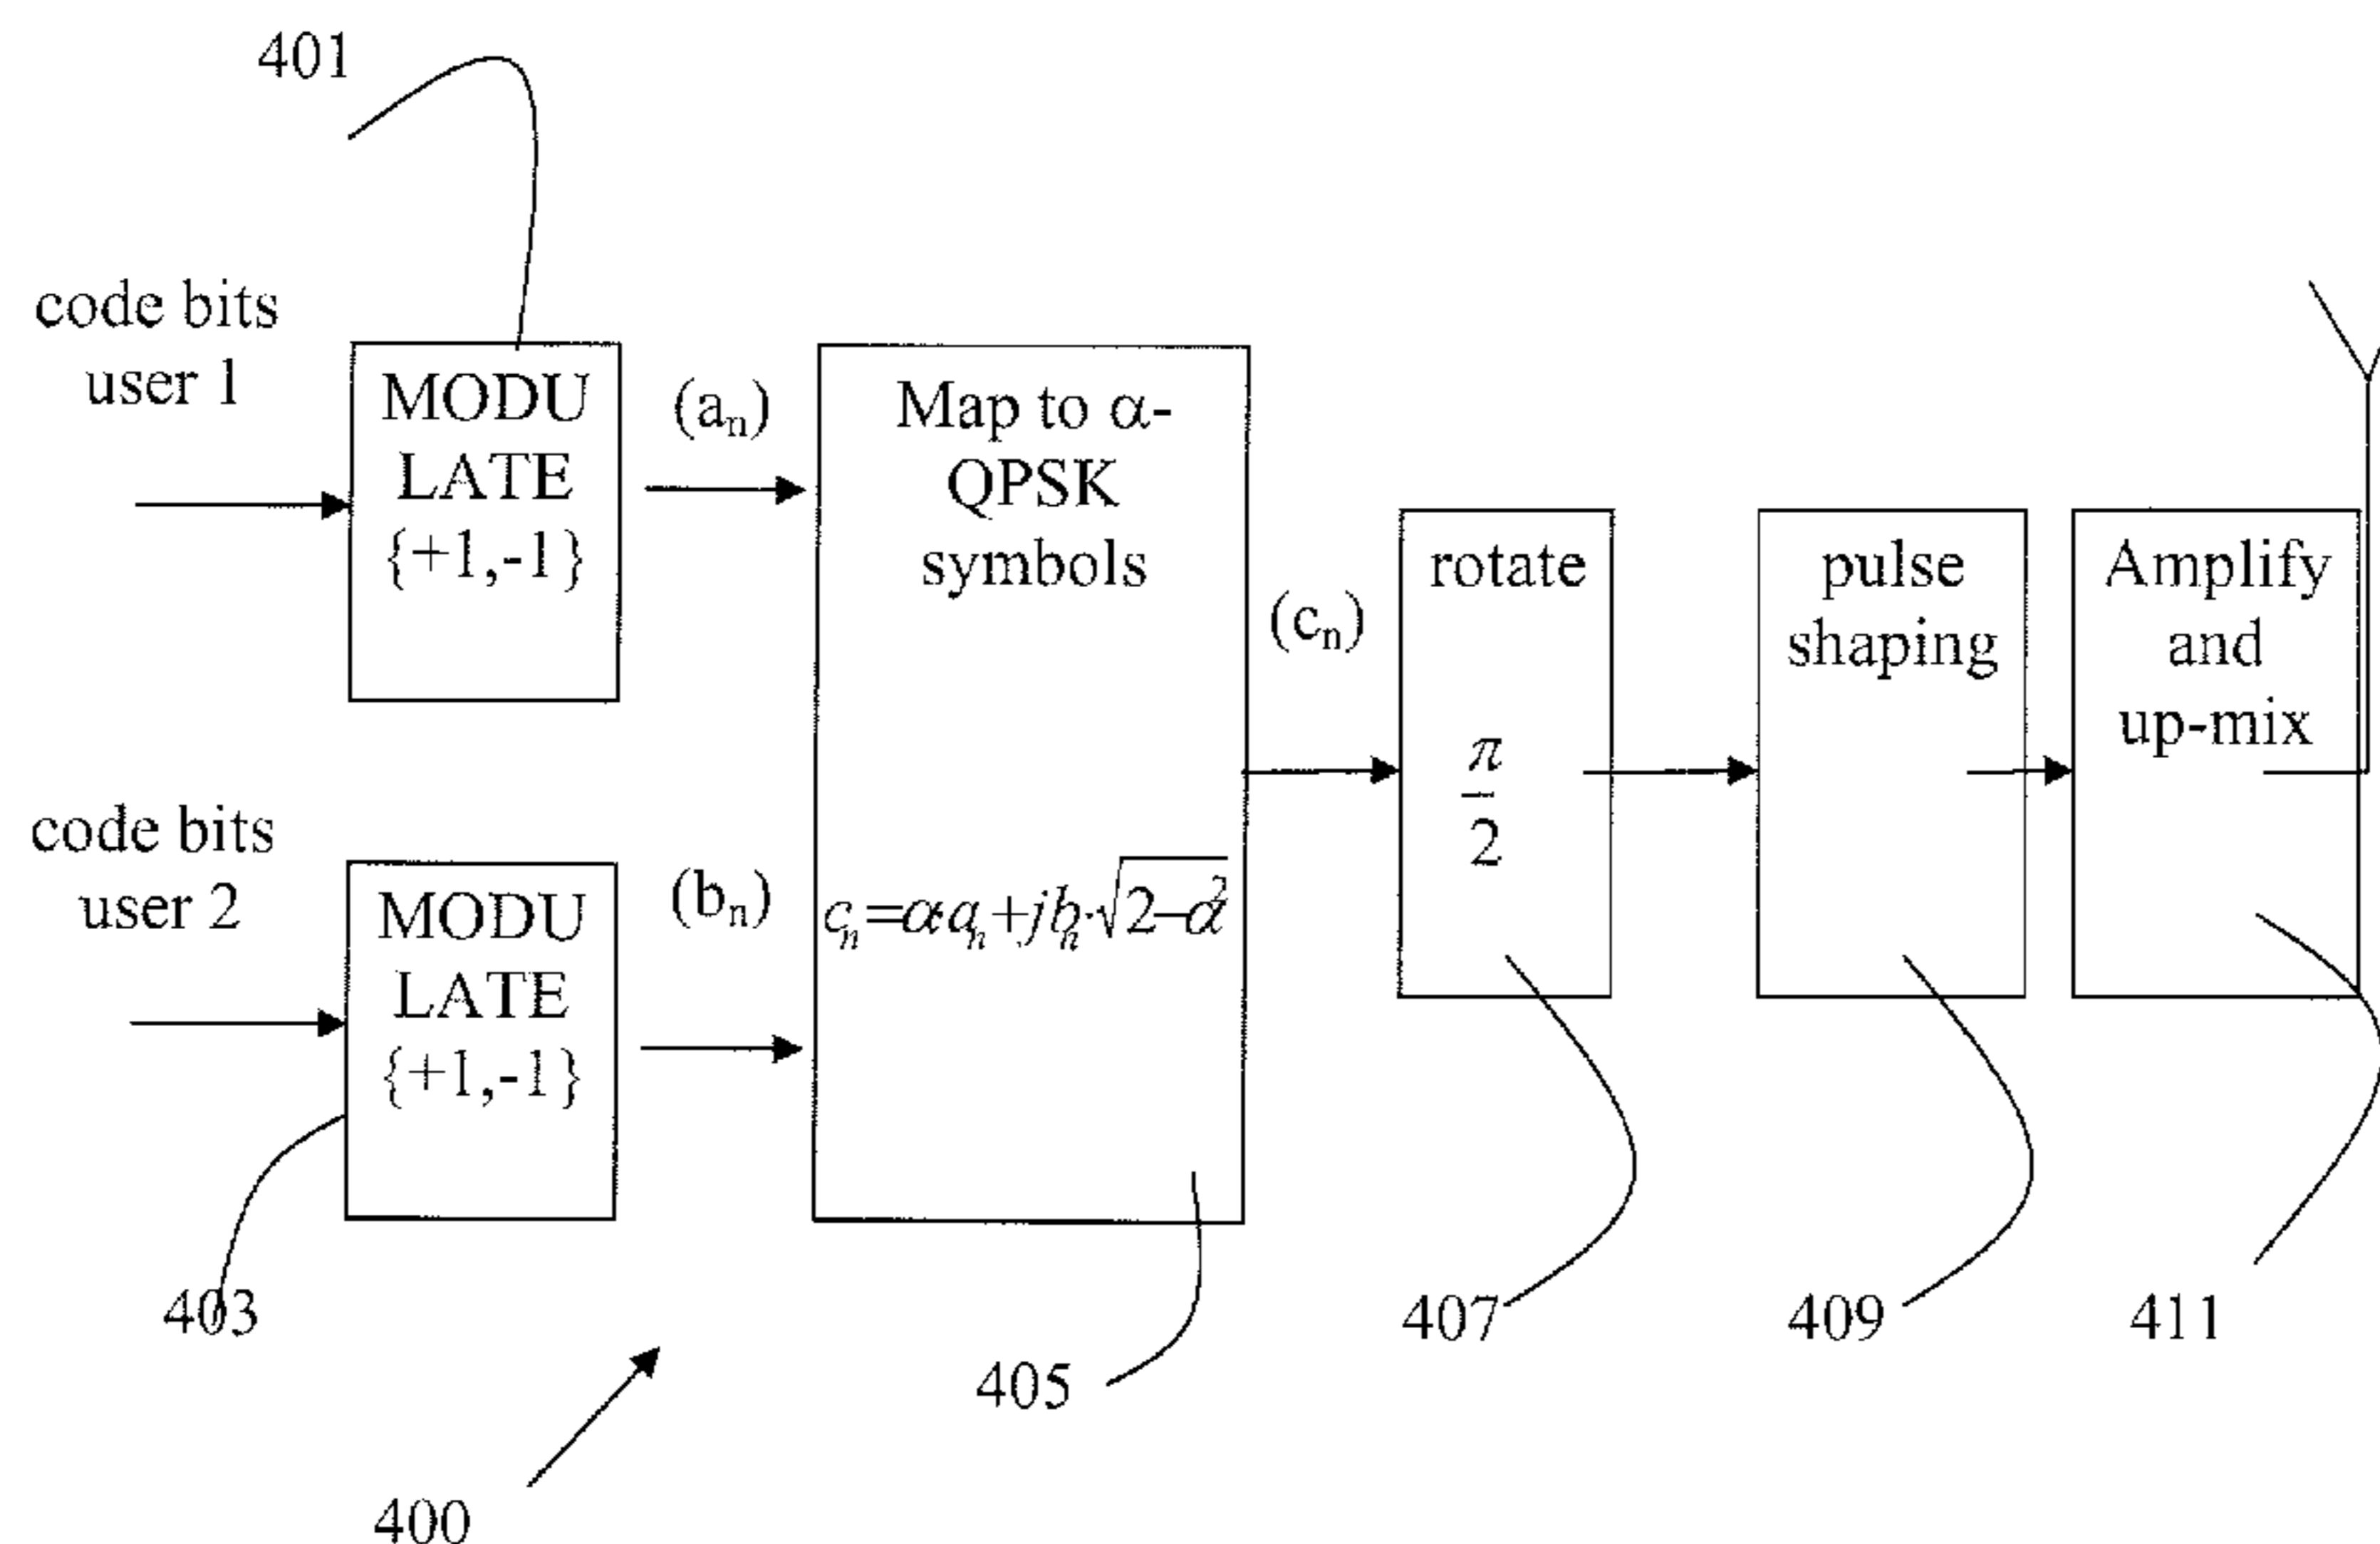 401
code bits
user 1
MODU
LATE
{+1,-1}
(aₙ)
Map to α-
QPSK
symbols
cₙ=α·aₙ+jbₙ·√2−α²
(cₙ)
rotate
π
2
pulse
shaping
Amplify
and
up-mix
code bits
user 2
MODU
LATE
{+1,-1}
(bₙ)
403
407
409
411
405
400